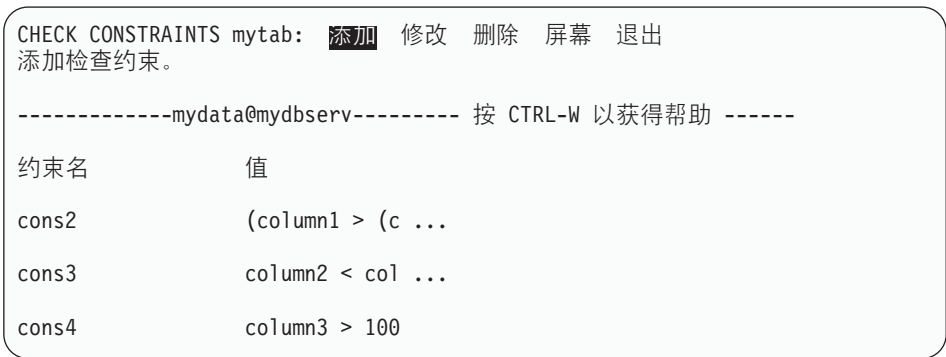 CHECK CONSTRAINTS mytab: 添加 修改 删除 屏幕 退出
添加检查约束。
-------------mydata@mydbserv--------- 按 CTRL-W 以获得帮助 ------
约束名 值
cons2 (column1 > (c ...
cons3 column2 < col ...
cons4 column3 > 100